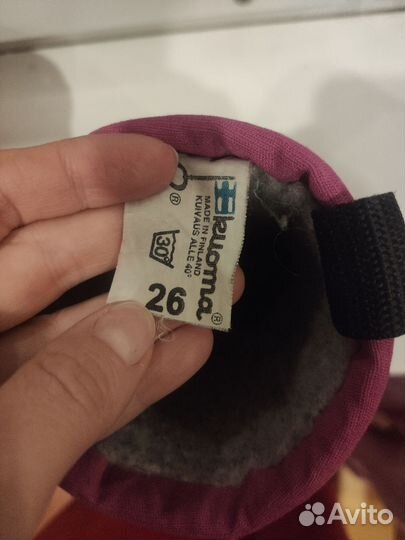 kuoma®
MADE IN FINLAND
KUIVAUS ALLE 40°
®
30°
26
Avito